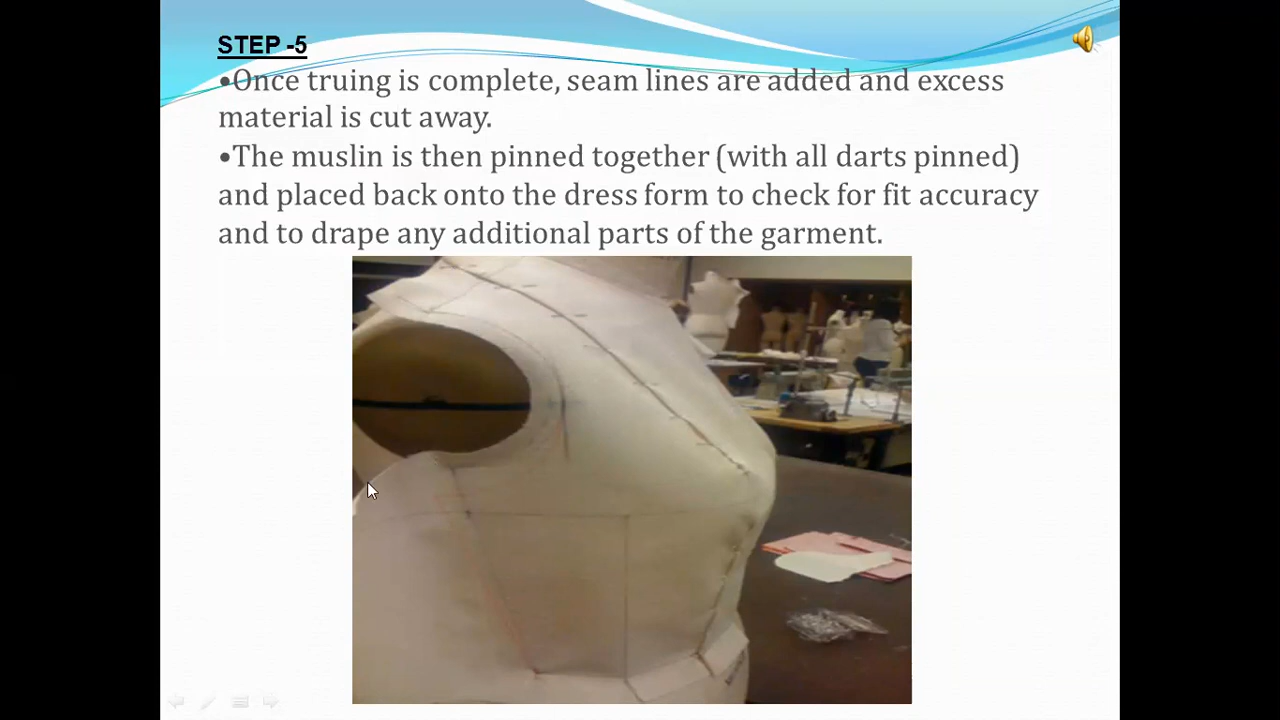 STEP -5
•Once truing is complete, seam lines are added and excess
material is cut away.
•The muslin is then pinned together (with all darts pinned)
and placed back onto the dress form to check for fit accuracy
and to drape any additional parts of the garment.